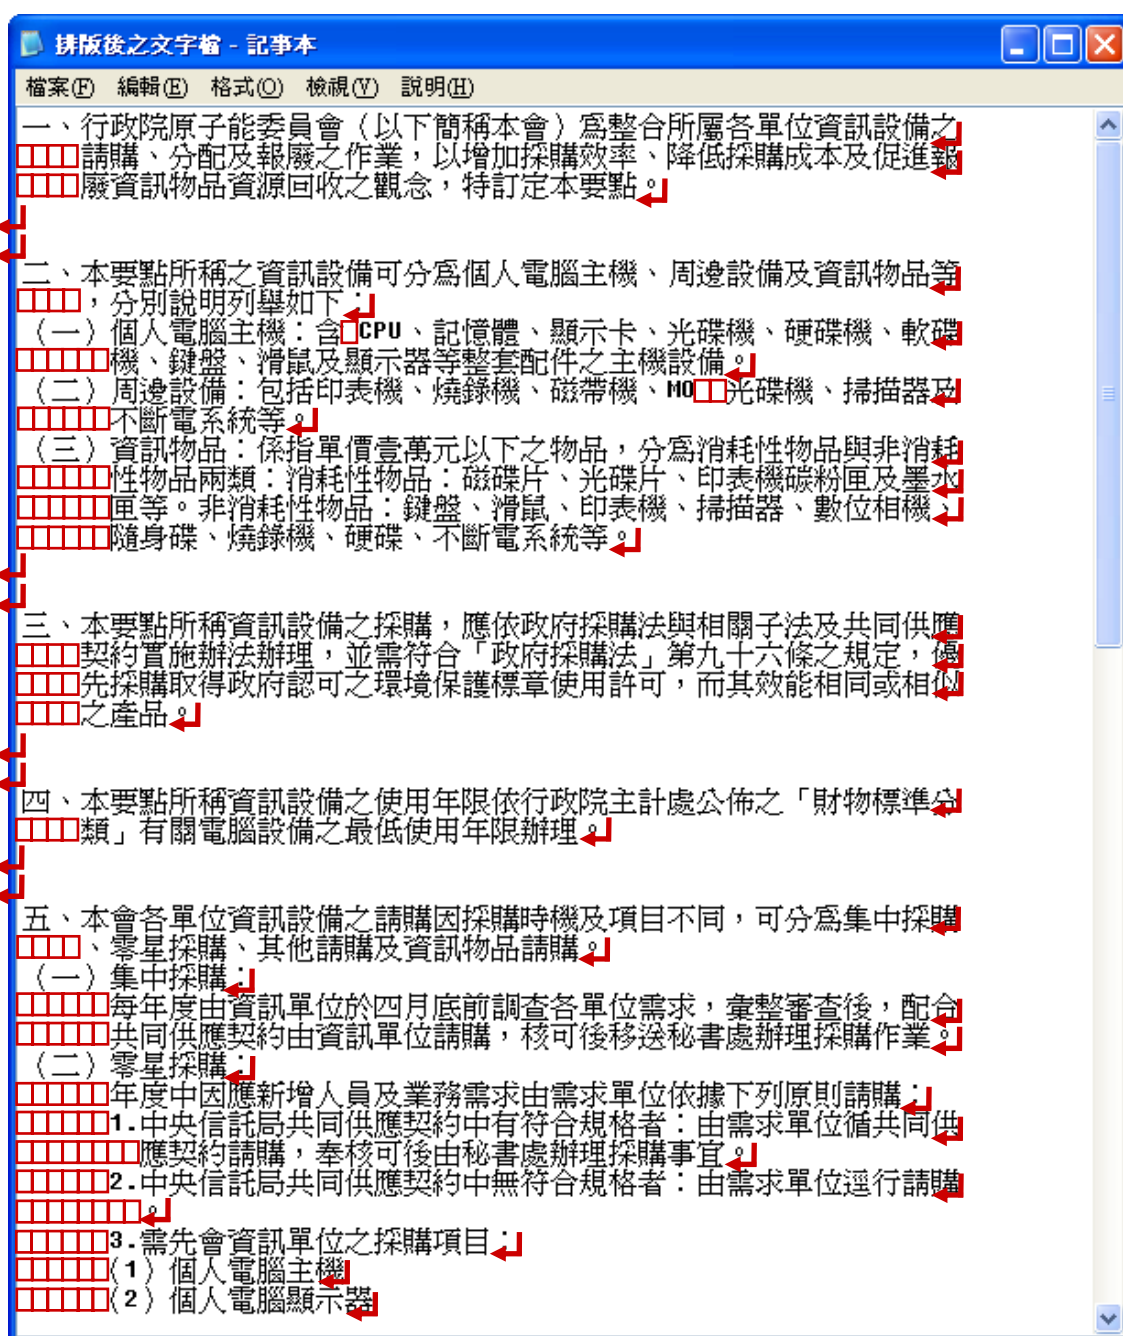 排版後之文字檔 - 記事本
檔案(F) 編輯(E) 格式(O) 檢視(V) 說明(H)
一、行政院原子能委員會（以下簡稱本會）為整合所屬各單位資訊設備之
請購、分配及報廢之作業，以增加採購效率、降低採購成本及促進報
廢資訊物品資源回收之觀念，特訂定本要點。
二、本要點所稱之資訊設備可分為個人電腦主機、周邊設備及資訊物品等
，分別說明列舉如下：
（一）個人電腦主機：含 CPU、記憶體、顯示卡、光碟機、硬碟機、軟碟
機、鍵盤、滑鼠及顯示器等整套配件之主機設備。
（二）周邊設備：包括印表機、燒錄機、磁帶機、MO  光碟機、掃描器及
不斷電系統等。
（三）資訊物品：係指單價壹萬元以下之物品，分為消耗性物品與非消耗
性物品兩類：消耗性物品：磁碟片、光碟片、印表機碳粉匣及墨水
匣等。非消耗性物品：鍵盤、滑鼠、印表機、掃描器、數位相機、
隨身碟、燒錄機、硬碟、不斷電系統等。
三、本要點所稱資訊設備之採購，應依政府採購法與相關子法及共同供應
契約實施辦法辦理，並需符合「政府採購法」第九十六條之規定，優
先採購取得政府認可之環境保護標章使用許可，而其效能相同或相似
之產品。
四、本要點所稱資訊設備之使用年限依行政院主計處公佈之「財物標準分
類」有關電腦設備之最低使用年限辦理。
五、本會各單位資訊設備之請購因採購時機及項目不同，可分為集中採購
、零星採購、其他請購及資訊物品請購。
（一）集中採購：
每年度由資訊單位於四月底前調查各單位需求，彙整審查後，配合
共同供應契約由資訊單位請購，核可後移送秘書處辦理採購作業。
（二）零星採購：
年度中因應新增人員及業務需求由需求單位依據下列原則請購：
1.中央信託局共同供應契約中有符合規格者：由需求單位循共同供
應契約請購，奉核可後由秘書處辦理採購事宜。
2.中央信託局共同供應契約中無符合規格者：由需求單位逕行請購
。
3.需先會資訊單位之採購項目：
(1) 個人電腦主機
(2) 個人電腦顯示器